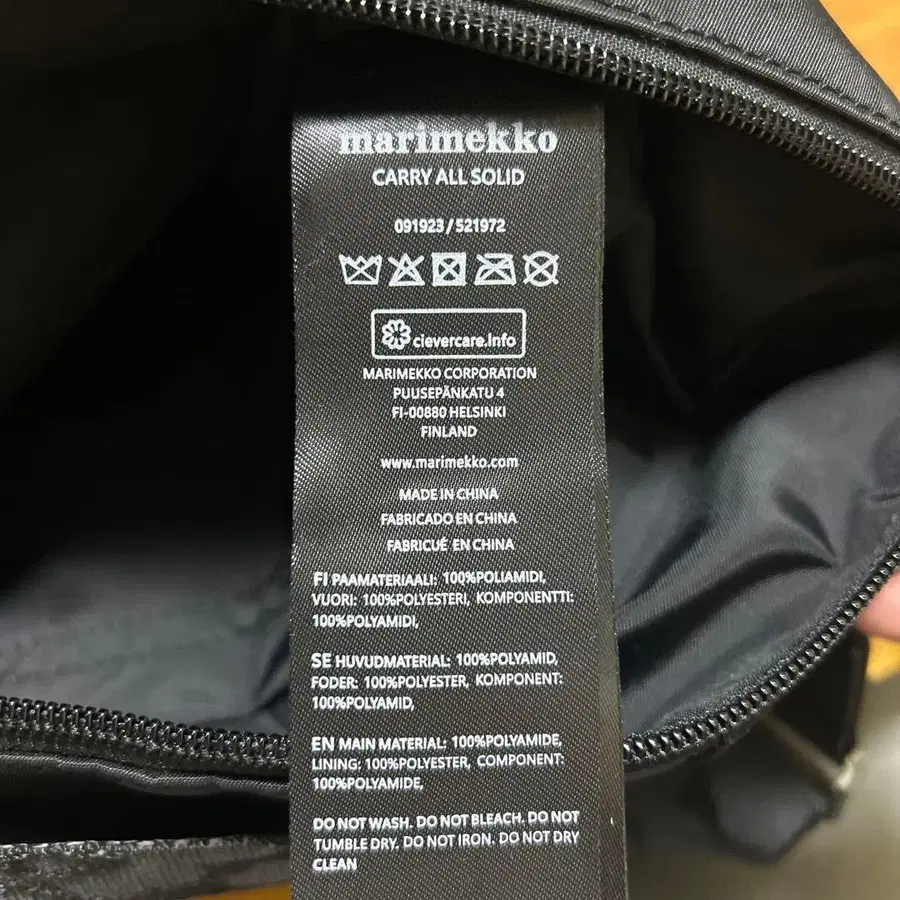 marimekko
CARRY ALL SOLID
091923/521972
cievercare.Info
MARIMEKKO CORPORATION
PUUSEPÄNKATU 4
FI-00880 HELSINKI
FINLAND
www.marimekko.com
MADE IN CHINA
FABRICADO EN CHINA
FABRICUÉ EN CHINA
FI PAAMATERIAALI: 100%POLIAMIDI,
VUORI: 100%POLYESTERI, KOMPONENTTI:
100%POLYAMIDI,
SE HUVUDMATERIAL: 100%POLYAMID,
FODER: 100%POLYESTER, KOMPONENT:
100%POLYAMID,
EN MAIN MATERIAL: 100%POLYAMIDE,
LINING: 100%POLYESTER, COMPONENT:
100%POLYAMIDE,
DO NOT WASH. DO NOT BLEACH. DO NOT
TUMBLE DRY. DO NOT IRON. DO NOT DRY
CLEAN